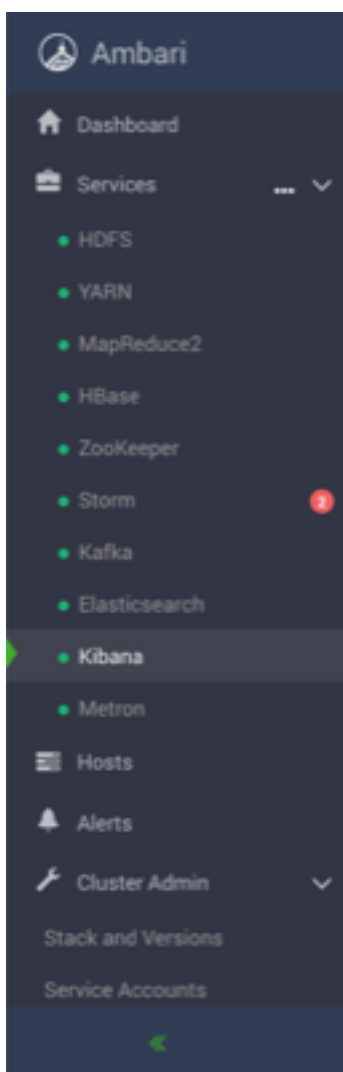 Ambari
Dashboard
Services ...
HDFS
YARN
MapReduce2
HBase
ZooKeeper
Storm 2
Kafka
Elasticsearch
Kibana
Metron
Hosts
Alerts
Cluster Admin
Stack and Versions
Service Accounts